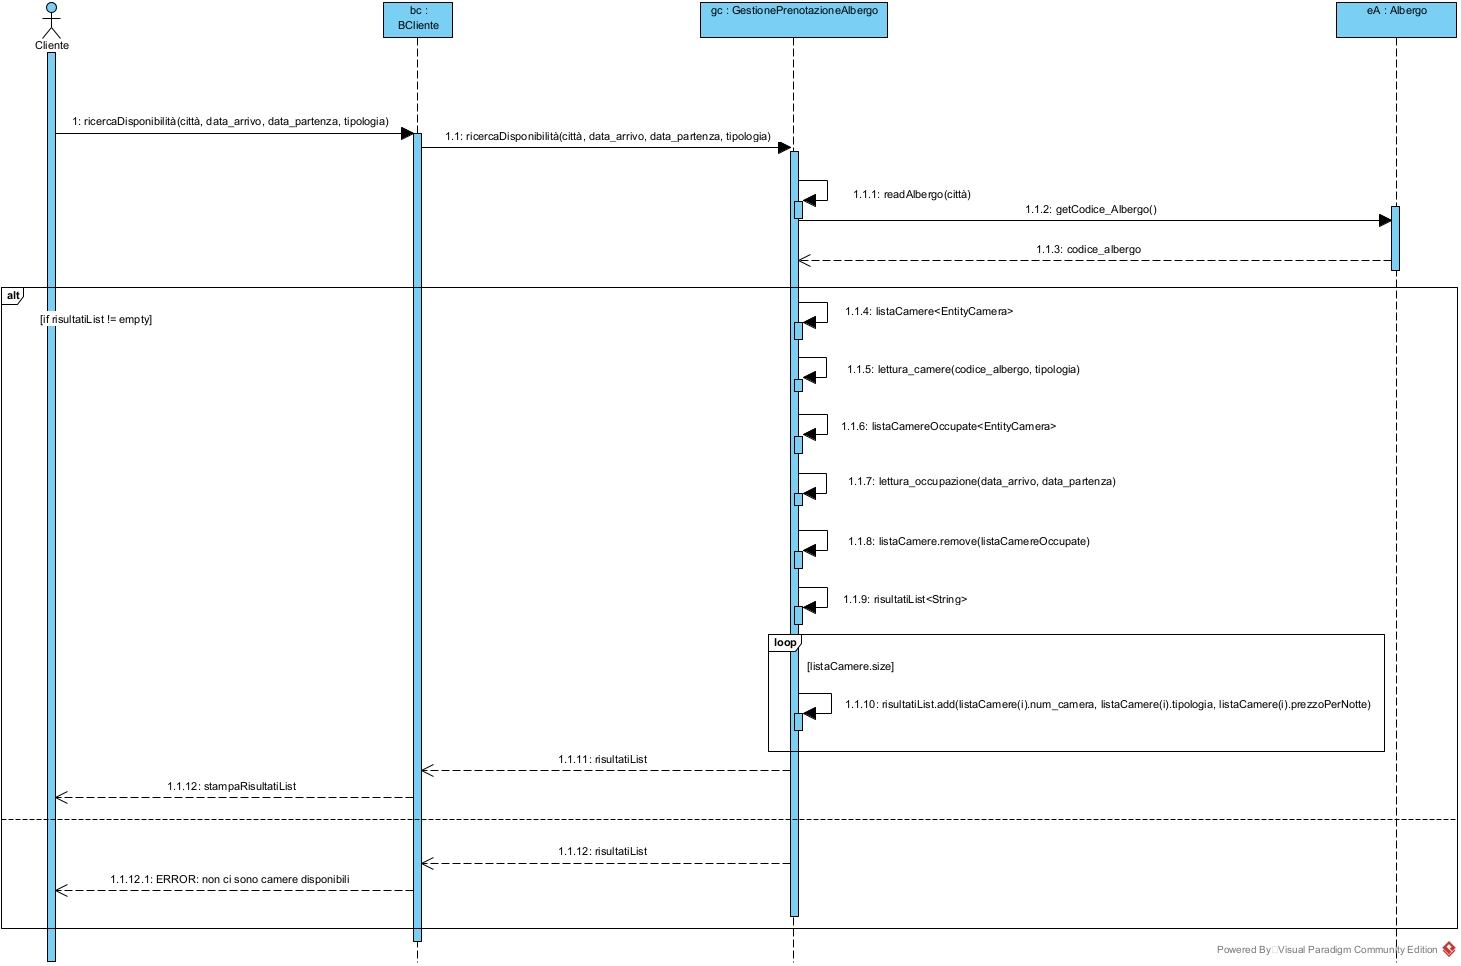 bc :
BCliente
gc : GestionePrenotazioneAlbergo
eA : Albergo
Cliente
1: ricercaDisponibilità(città, data_arrivo, data_partenza, tipologia)
1.1: ricercaDisponibilità(città, data_arrivo, data_partenza, tipologia)
1.1.1: readAlbergo(città)
1.1.2: getCodice_Albergo()
1.1.3: codice_albergo
alt
[if risultatiList != empty]
1.1.4: listaCamere<EntityCamera>
1.1.5: lettura_camere(codice_albergo, tipologia)
1.1.6: listaCamereOccupate<EntityCamera>
1.1.7: lettura_occupazione(data_arrivo, data_partenza)
1.1.8: listaCamere.remove(listaCamereOccupate)
1.1.9: risultatiList<String>
loop
[listaCamere.size]
1.1.10: risultatiList.add(listaCamere(i).num_camera, listaCamere(i).tipologia, listaCamere(i).prezzoPerNotte)
1.1.11: risultatiList
1.1.12: stampaRisultatiList
1.1.12: risultatiList
1.1.12.1: ERROR: non ci sono camere disponibili
Powered By Visual Paradigm Community Edition